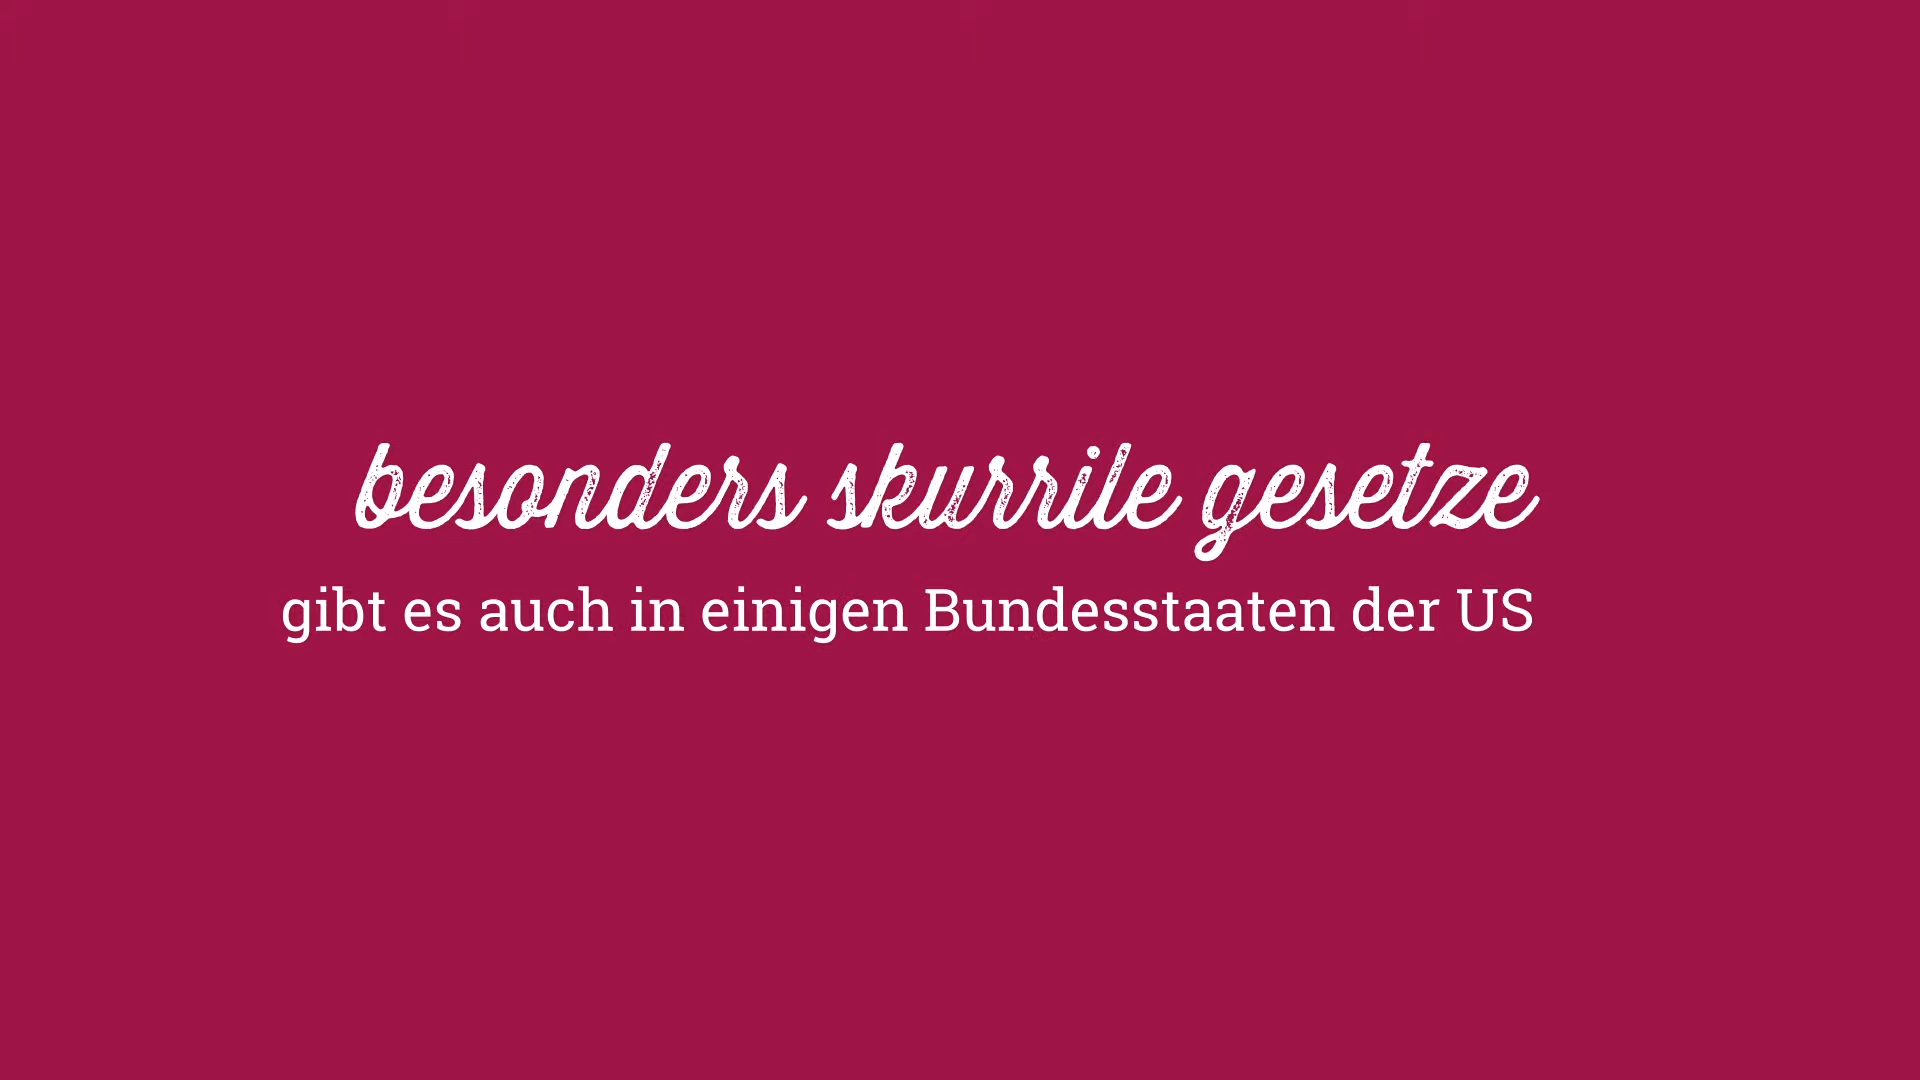 besonders skurrile gesetze
gibt es auch in einigen Bundesstaaten der US